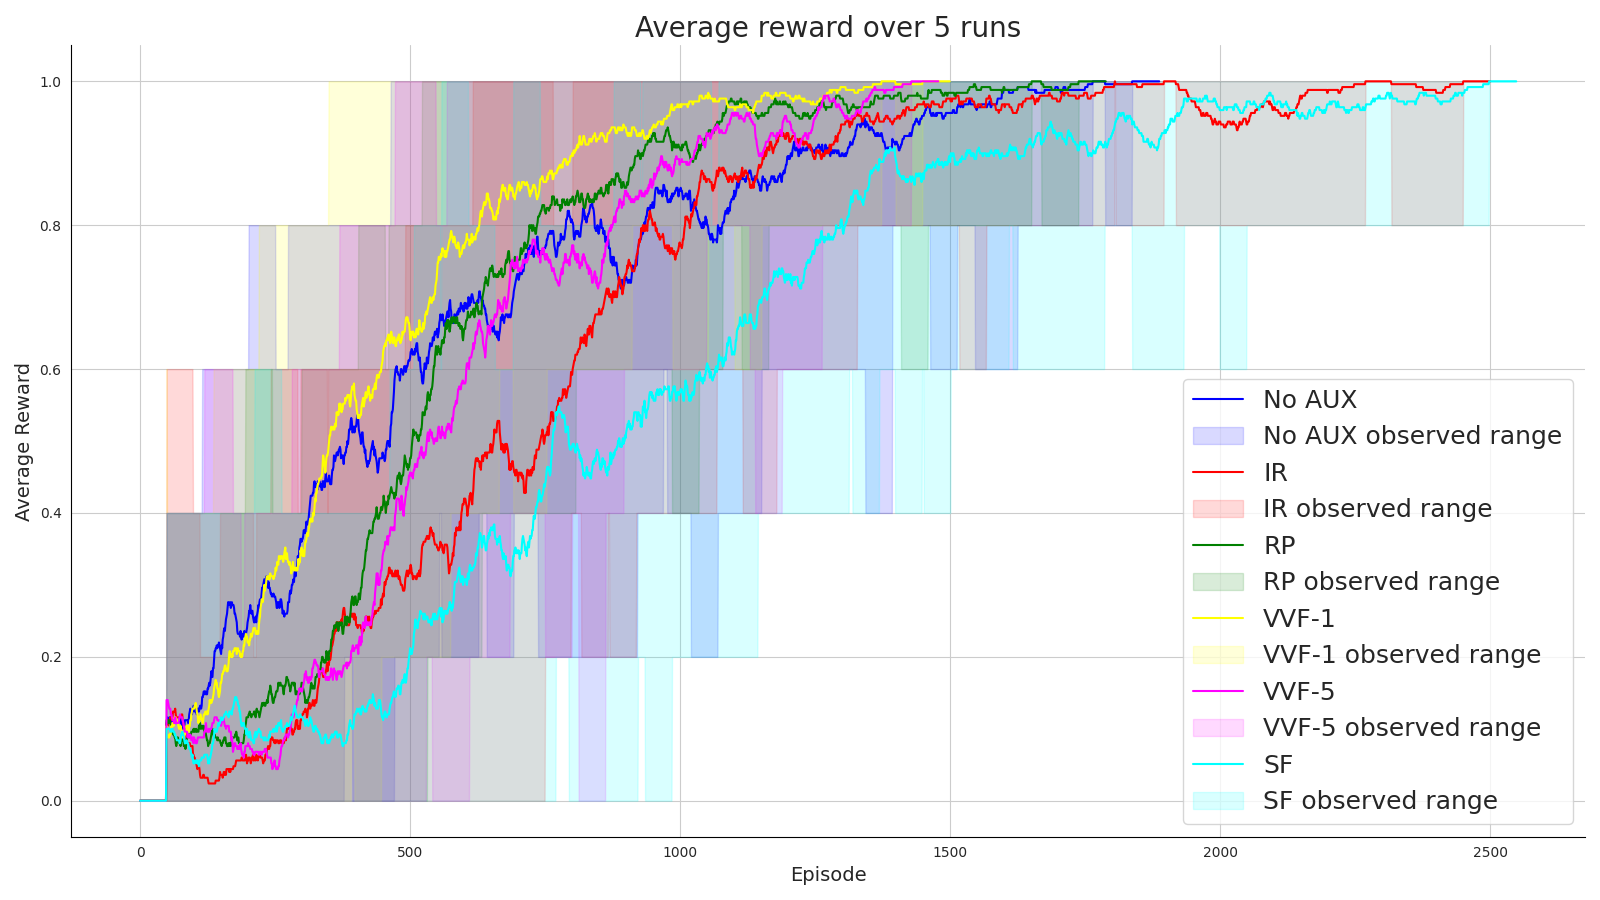 Average reward over 5 runs
Average Reward
1.0
0.8
0.6
0.4
0.2
0.0
0
500
1000
1500
2000
2500
Episode
No AUX
No AUX observed range
IR
IR observed range
RP
RP observed range
VVF-1
VVF-1 observed range
VVF-5
VVF-5 observed range
SF
SF observed range